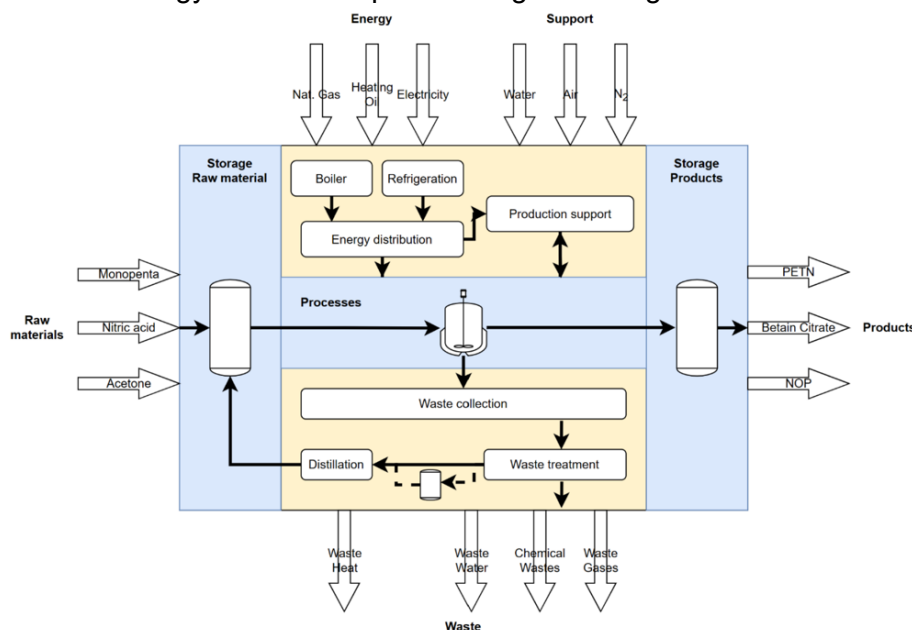 Energy
Support
Nat. Gas
Heating
Oil
Electricity
Water
Air
N₂
Storage
Raw material
Boiler
Refrigeration
Energy distribution
Production support
Storage
Products
Monopenta
Raw
materials
Nitric acid
Acetone
Processes
PETN
Betain Citrate
Products
NOP
Waste collection
Distillation
Waste treatment
Waste
Heat
Waste
Water
Chemical
Wastes
Waste
Gases
Waste